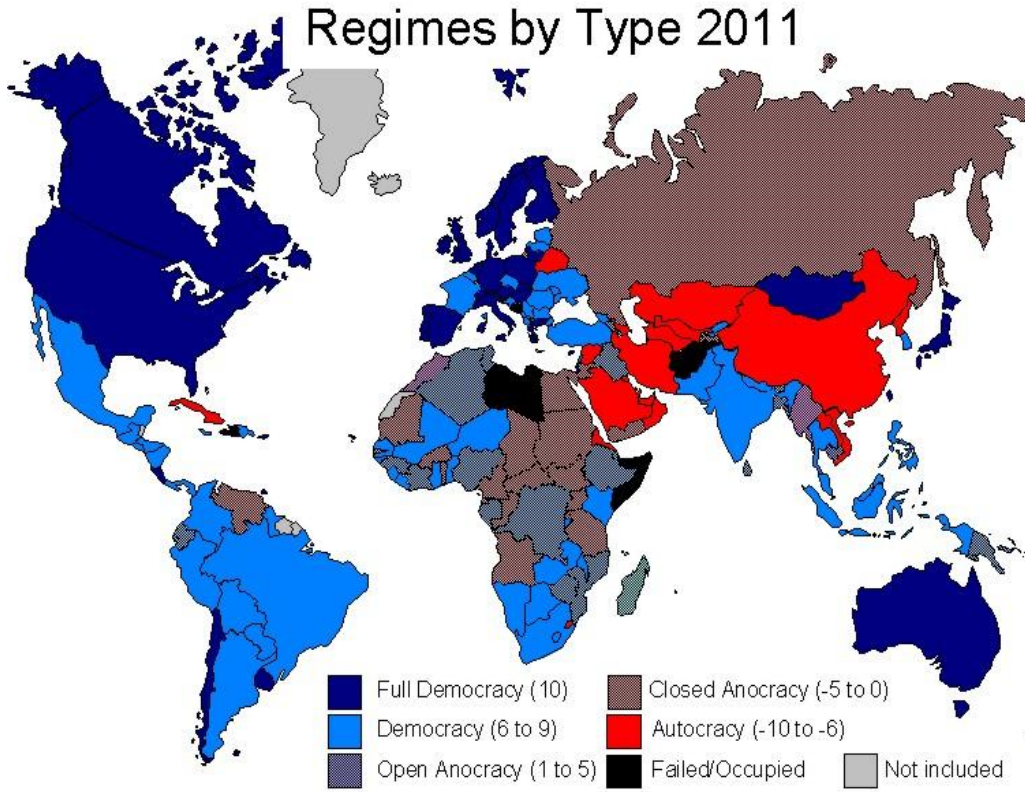 Regimes by Type 2011
Full Democracy (10)
Closed Anocracy (-5 to 0)
Democracy (6 to 9)
Autocracy (-10 to -6)
Open Anocracy (1 to 5)
Failed/Occupied
Not included